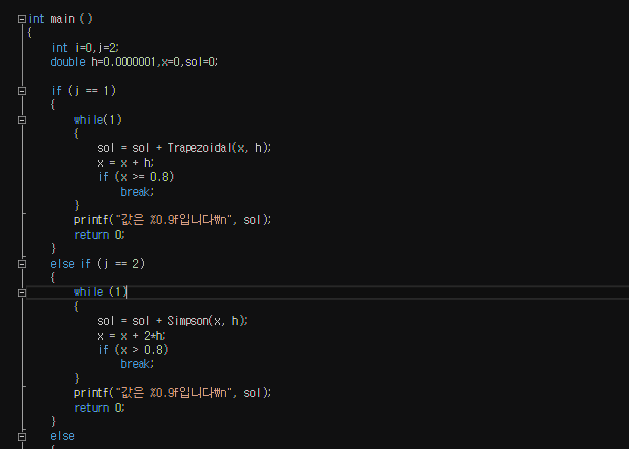 int main ()
{
int i=0,j=2;
double h=0.0000001,x=0,sol=0;
if (j == 1)
{
while(1)
{
sol = sol + Trapezoidal(x, h);
x = x + h;
if (x >= 0.8)
break;
}
printf("값은 %0.9f입니다₩n", sol);
return 0;
}
else if (j == 2)
{
while (1)
{
sol = sol + Simpson(x, h);
x = x + 2*h;
if (x > 0.8)
break;
}
printf("값은 %0.9f입니다₩n", sol);
return 0;
}
else
{